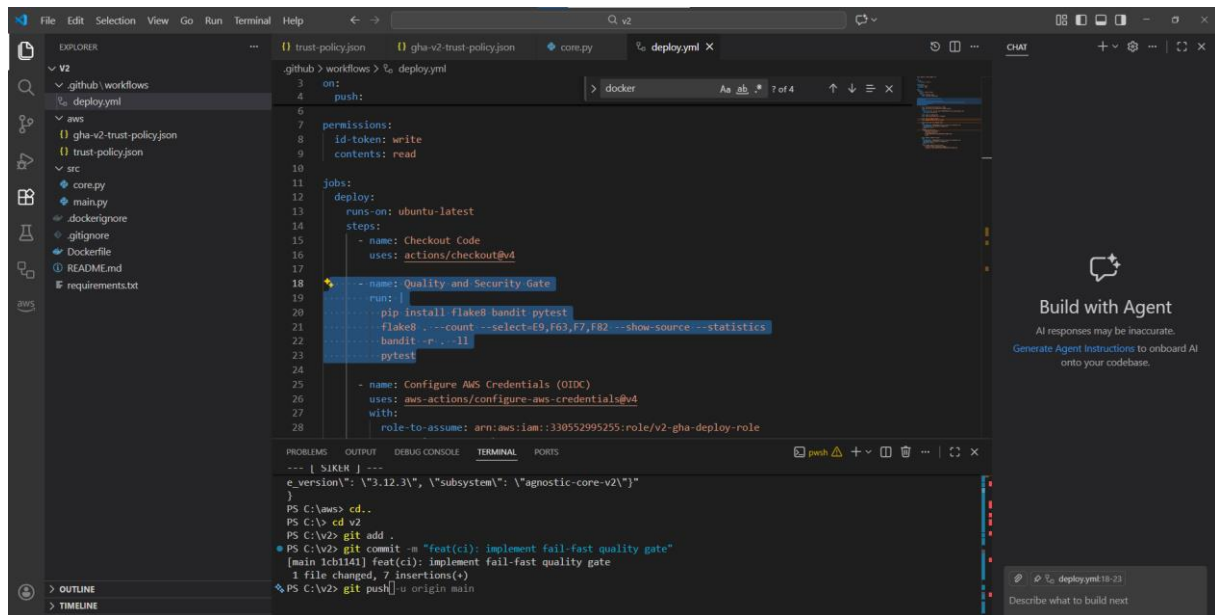 File Edit Selection View Go Run Terminal Help
v2
EXPLORER
V2
.github\workflows
deploy.yml
aws
gha-v2-trust-policy.json
trust-policy.json
src
core.py
main.py
.dockerignore
.gitignore
Dockerfile
README.md
requirements.txt
aws
OUTLINE
TIMELINE
trust-policy.json gha-v2-trust-policy.json core.py deploy.yml
.github > workflows > deploy.yml
docker Aa ab .* ? of 4
3 on:
4 push:
6
7 permissions:
8 id-token: write
9 contents: read
10
11 jobs:
12 deploy:
13 runs-on: ubuntu-latest
14 steps:
15 - name: Checkout Code
16 uses: actions/checkout@v4
17
18 - name: Quality and Security Gate
19 run: |
20 pip install flake8 bandit pytest
21 flake8 . --count --select=E9,F63,F7,F82 --show-source --statistics
22 bandit -r . -ll
23 pytest
24
25 - name: Configure AWS Credentials (OIDC)
26 uses: aws-actions/configure-aws-credentials@v4
27 with:
28 role-to-assume: arn:aws:iam::330552995255:role/v2-gha-deploy-role
PROBLEMS OUTPUT DEBUG CONSOLE TERMINAL PORTS
pwsh
--- [ SIKER ] ---
e_version\": \"3.12.3\", \"subsystem\": \"agnostic-core-v2\"}"
}
PS C:\aws> cd..
PS C:\> cd v2
PS C:\v2> git add .
PS C:\v2> git commit -m "feat(ci): implement fail-fast quality gate"
[main 1cb1141] feat(ci): implement fail-fast quality gate
1 file changed, 7 insertions(+)
PS C:\v2> git push -u origin main
CHAT
Build with Agent
AI responses may be inaccurate.
Generate Agent Instructions to onboard AI
onto your codebase.
deploy.yml:18-23
Describe what to build next